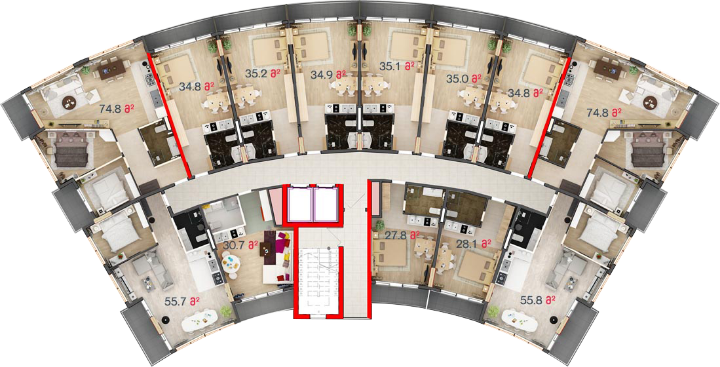 34.8 მ²
35.2 მ²
34.9 მ²
35.1 მ²
35.0 მ²
34.8 მ²
74.8 მ²
74.8 მ²
30.7 მ²
27.8 მ²
28.1 მ²
55.7 მ²
55.8 მ²